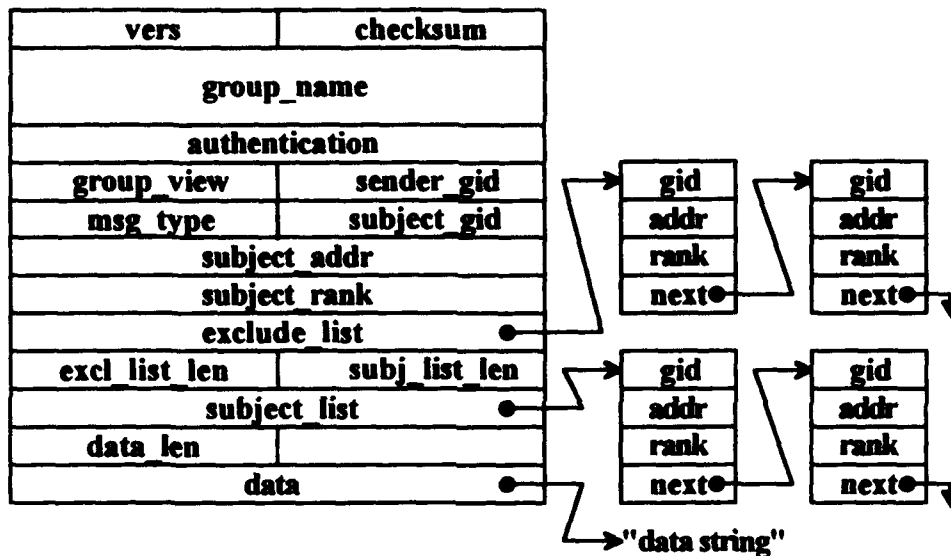 vers checksum
group_name
authentication
group_view sender_gid gid gid
msg_type subject_gid addr addr
subject_addr rank rank
subject_rank next next
exclude_list
excl_list_len subj_list_len gid gid
subject_list addr addr
data_len rank rank
data next next
"data string"